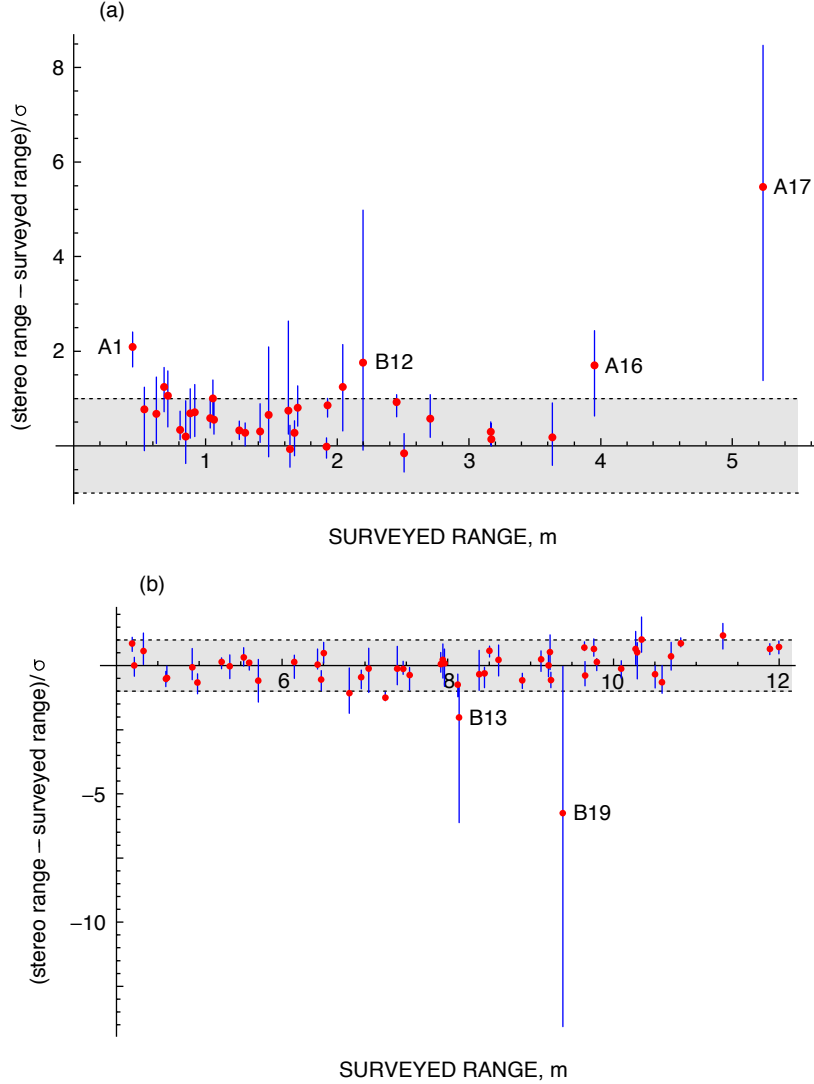 (a)
(stereo range – surveyed range)/σ
8
6
4
2
A17
A1
B12
A16
1 2 3 4 5
SURVEYED RANGE, m
(b)
(stereo range – surveyed range)/σ
6 8 10 12
B13
–5
B19
–10
SURVEYED RANGE, m